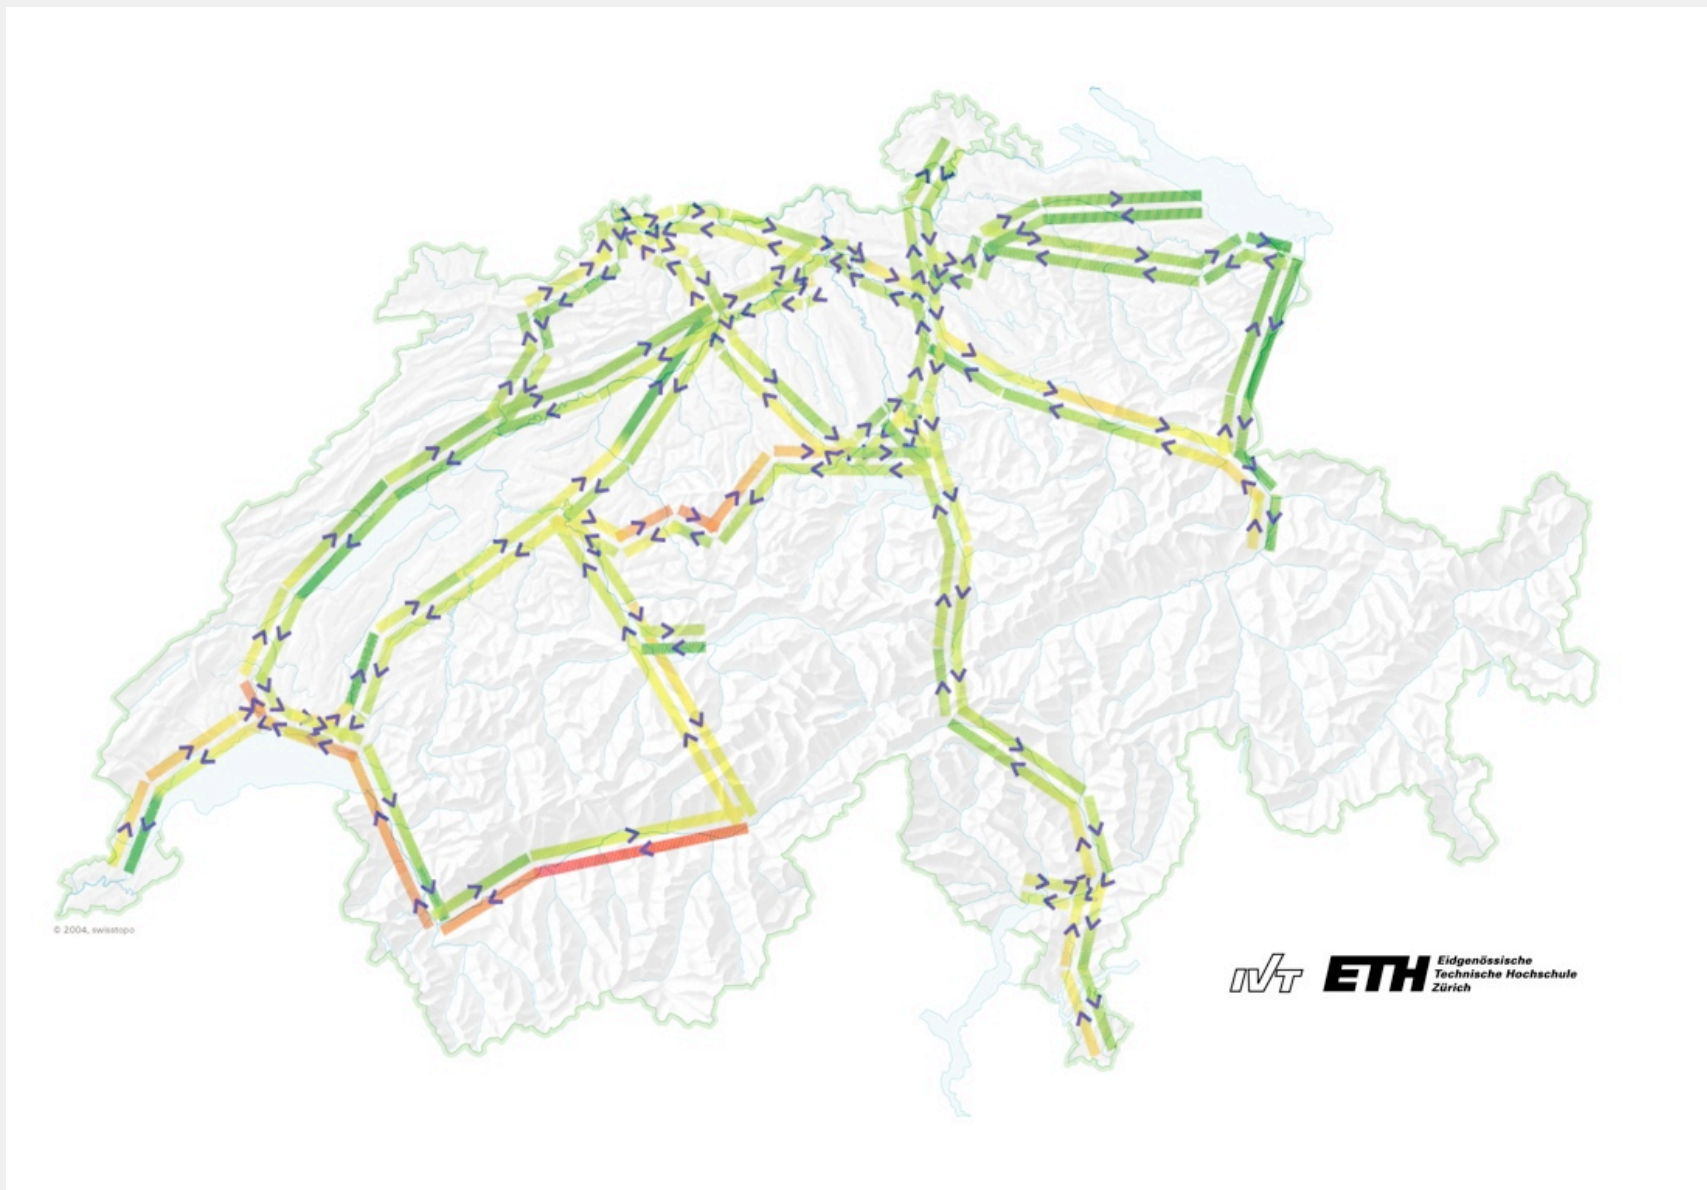 © 2004, swisstopo
IVT ETH Eidgenössische
Technische Hochschule
Zürich